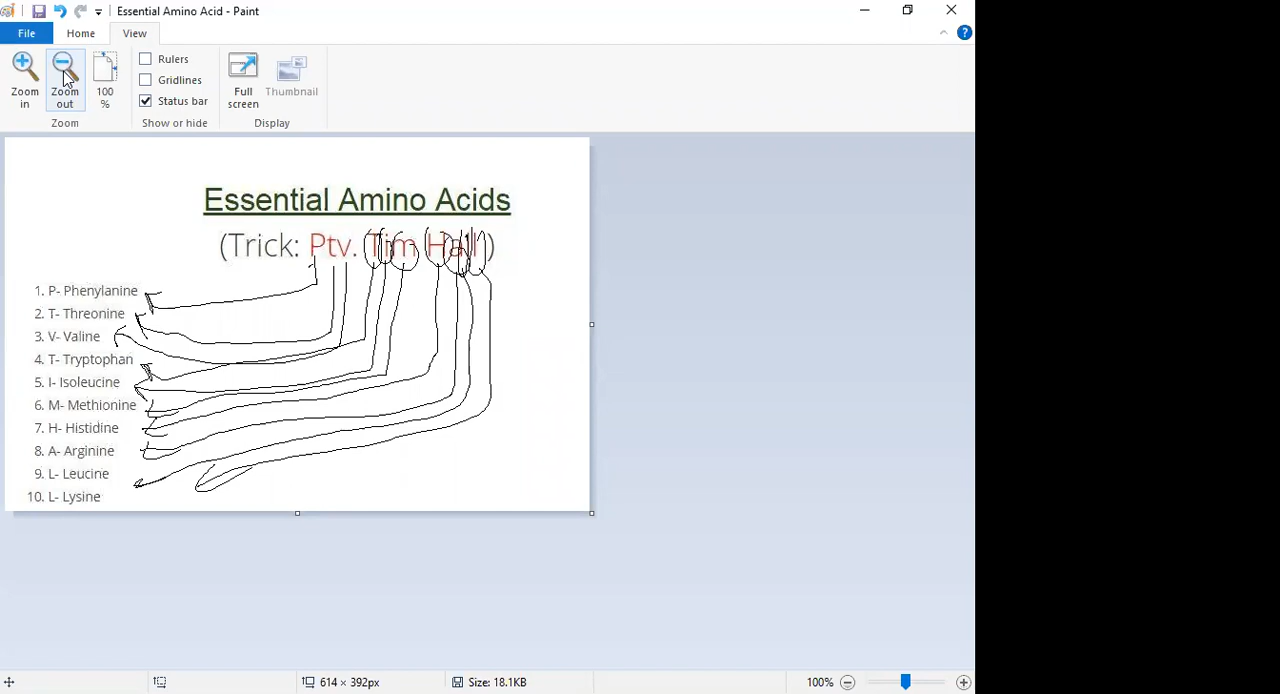 Essential Amino Acid - Paint
File Home View
Zoom in
Zoom out
100 %
Rulers
Gridlines
Status bar
Full screen
Thumbnail
Zoom
Show or hide
Display
Essential Amino Acids
(Trick: Ptv. Tim Hall)
1. P- Phenylanine
2. T- Threonine
3. V- Valine
4. T- Tryptophan
5. I- Isoleucine
6. M- Methionine
7. H- Histidine
8. A- Arginine
9. L- Leucine
10. L- Lysine
614 × 392px
Size: 18.1KB
100%